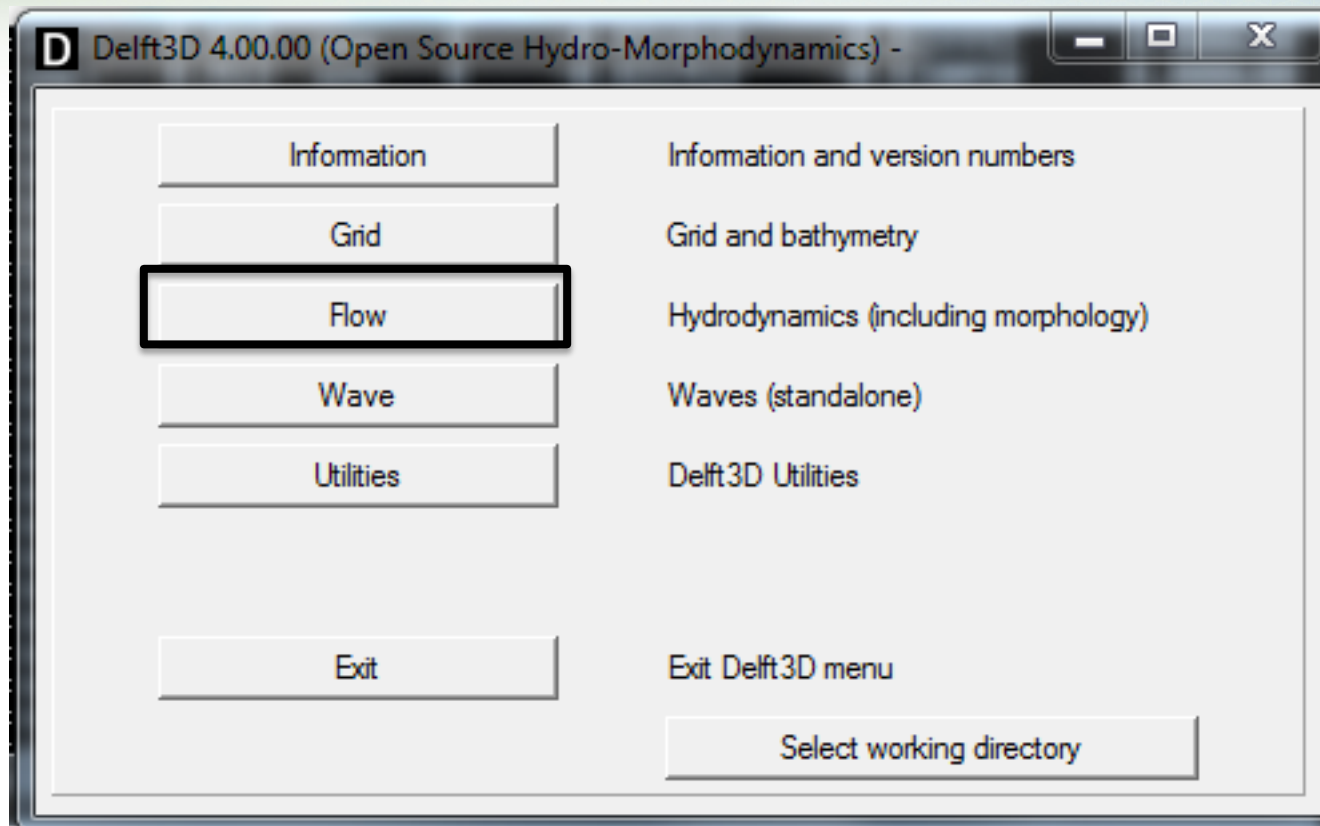 D Delft3D 4.00.00 (Open Source Hydro-Morphodynamics) -
Information Information and version numbers
Grid Grid and bathymetry
Flow Hydrodynamics (including morphology)
Wave Waves (standalone)
Utilities Delft3D Utilities
Exit Exit Delft3D menu
Select working directory